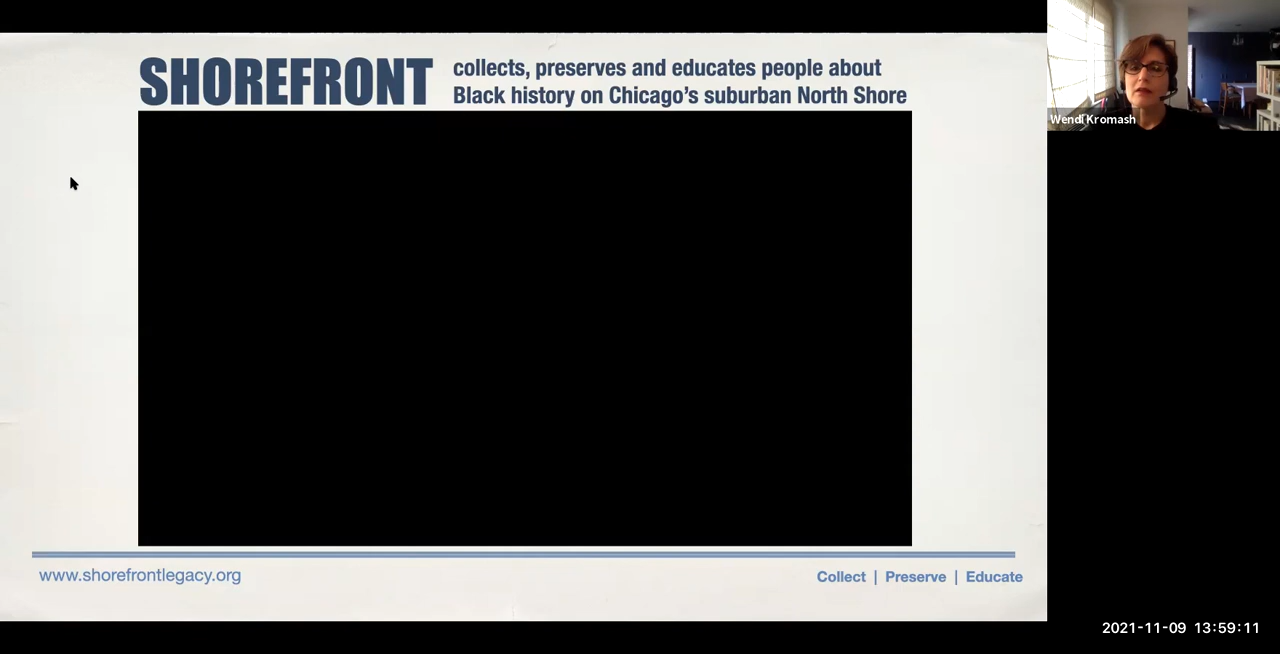 SHOREFRONT
collects, preserves and educates people about
Black history on Chicago’s suburban North Shore
Wendi Kromash
www.shorefrontlegacy.org
Collect | Preserve | Educate
2021-11-09 13:59:11